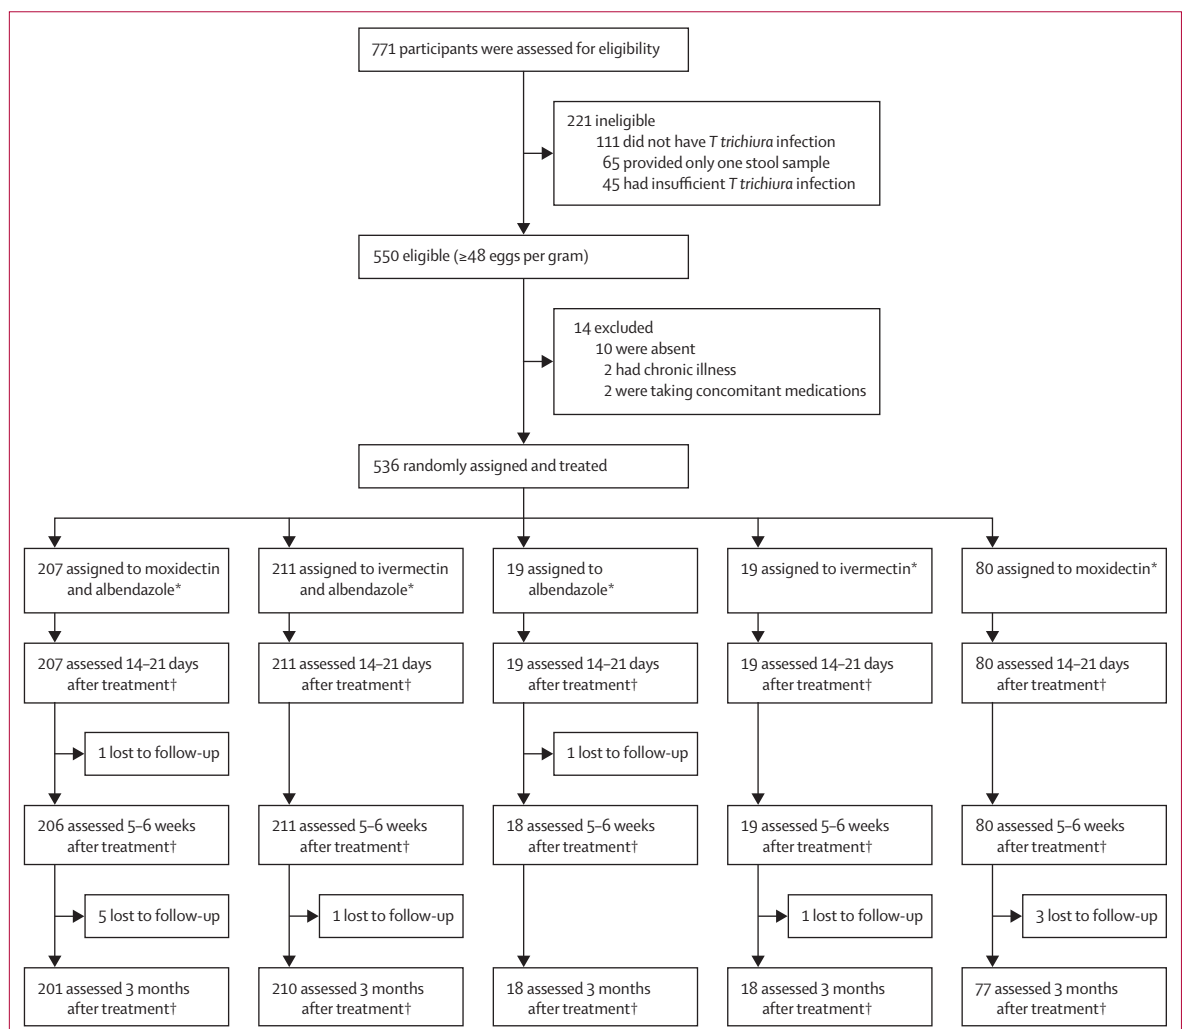 771 participants were assessed for eligibility
221 ineligible
111 did not have T trichiura infection
65 provided only one stool sample
45 had insufficient T trichiura infection
550 eligible (≥48 eggs per gram)
14 excluded
10 were absent
2 had chronic illness
2 were taking concomitant medications
536 randomly assigned and treated
207 assigned to moxidectin
and albendazole*
211 assigned to ivermectin
and albendazole*
19 assigned to
albendazole*
19 assigned to ivermectin*
80 assigned to moxidectin*
207 assessed 14–21 days
after treatment†
211 assessed 14–21 days
after treatment†
19 assessed 14–21 days
after treatment†
19 assessed 14–21 days
after treatment†
80 assessed 14–21 days
after treatment†
1 lost to follow-up
1 lost to follow-up
206 assessed 5–6 weeks
after treatment†
211 assessed 5–6 weeks
after treatment†
18 assessed 5–6 weeks
after treatment†
19 assessed 5–6 weeks
after treatment†
80 assessed 5–6 weeks
after treatment†
5 lost to follow-up
1 lost to follow-up
1 lost to follow-up
3 lost to follow-up
201 assessed 3 months
after treatment†
210 assessed 3 months
after treatment†
18 assessed 3 months
after treatment†
18 assessed 3 months
after treatment†
77 assessed 3 months
after treatment†